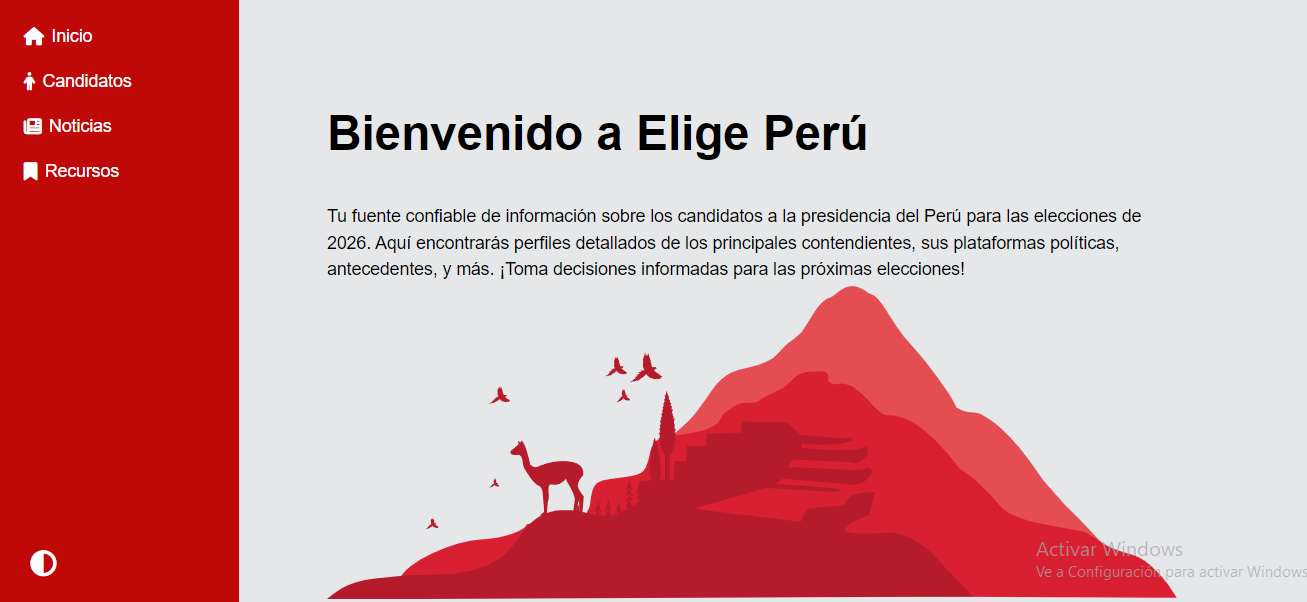 Inicio
Candidatos
Noticias
Recursos
Bienvenido a Elige Perú
Tu fuente confiable de información sobre los candidatos a la presidencia del Perú para las elecciones de
2026. Aquí encontrarás perfiles detallados de los principales contendientes, sus plataformas políticas,
antecedentes, y más. ¡Toma decisiones informadas para las próximas elecciones!
Activar Windows
Ve a Configuración para activar Windows